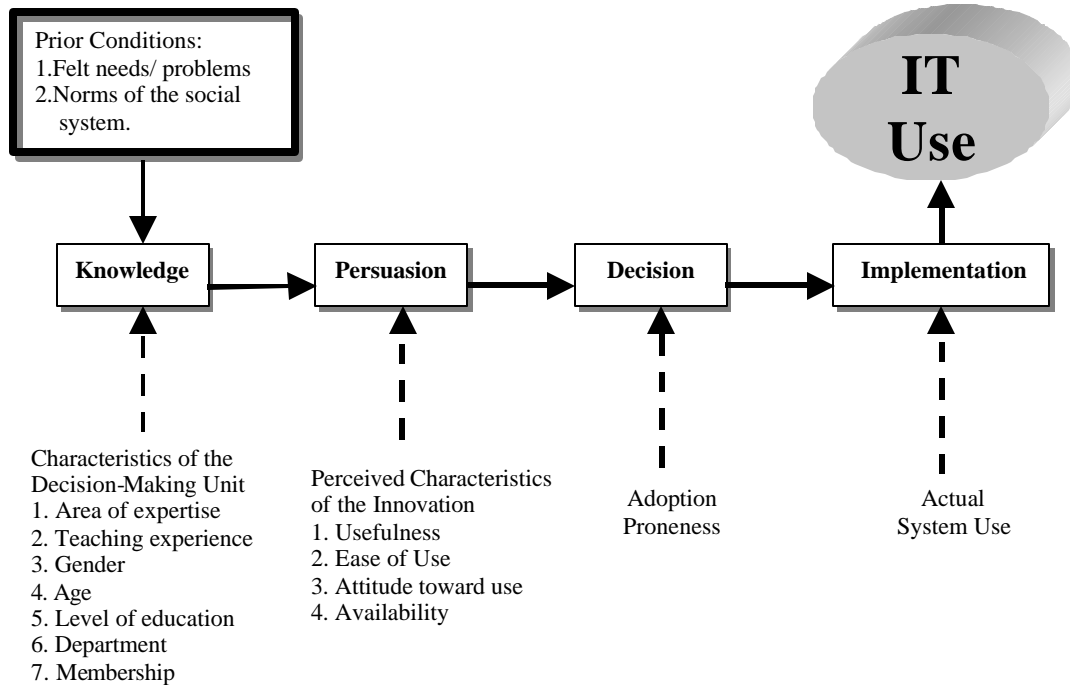 Prior Conditions:
1.Felt needs/ problems
2.Norms of the social
system.
IT
Use
Knowledge
Persuasion
Decision
Implementation
Characteristics of the
Decision-Making Unit
1. Area of expertise
2. Teaching experience
3. Gender
4. Age
5. Level of education
6. Department
7. Membership
Perceived Characteristics
of the Innovation
1. Usefulness
2. Ease of Use
3. Attitude toward use
4. Availability
Adoption
Proneness
Actual
System Use